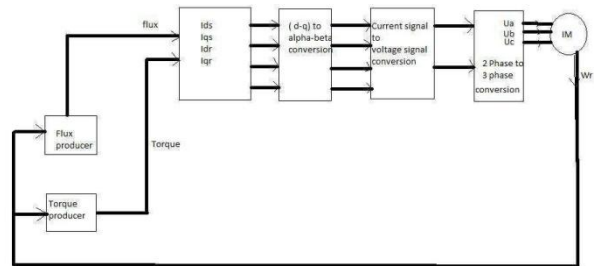 flux
Ids
Iqs
Idr
Iqr
( d-q) to
alpha-beta
conversion
Current signal
to
voltage signal
conversion
Ua
Ub
Uc
2 Phase to
3 phase
conversion
IM
Wr
Flux
producer
Torque
Torque
producer